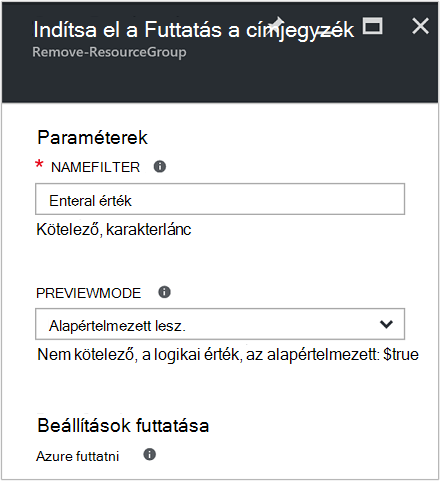 Indítsa el a Futtatás a címjegyzék
Remove-ResourceGroup
Paraméterek
* NAMEFILTER
Enteral érték
Kötelező, karakterlánc
PREVIEWMODE
Alapértelmezett lesz.
Nem kötelező, a logikai érték, az alapértelmezett: $true
Beállítások futtatása
Azure futtatni